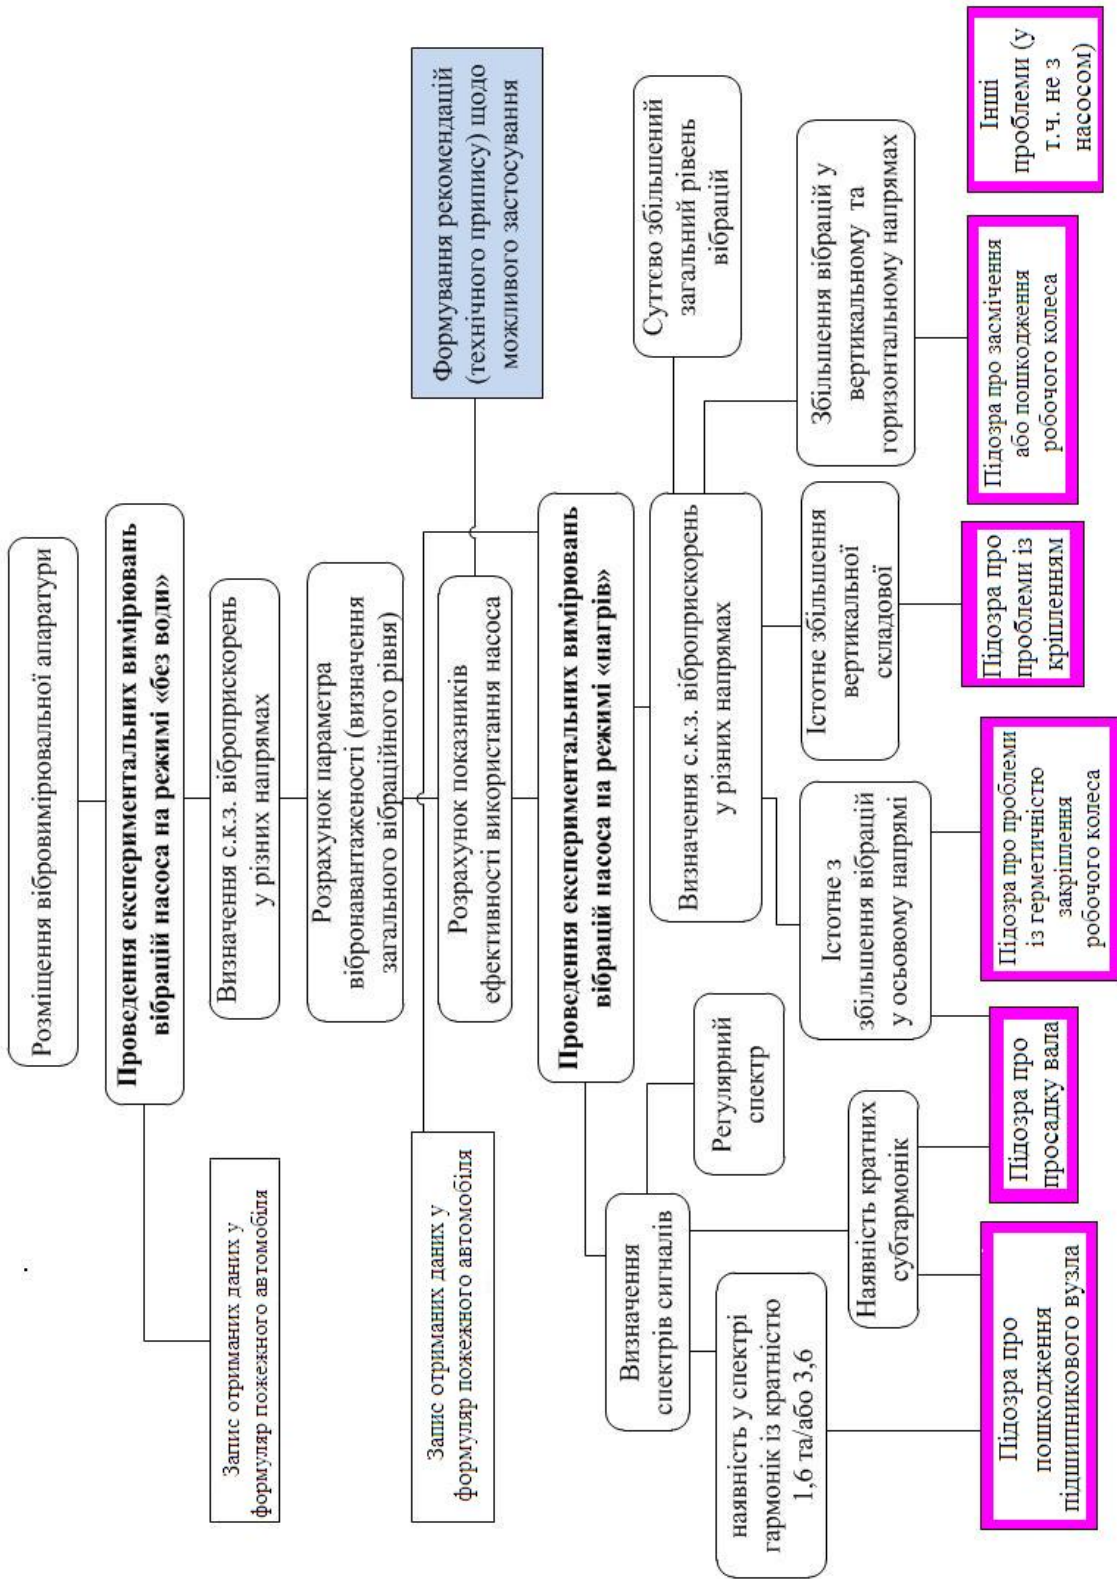 Розміщення вібровимірювальної апаратури
Проведення експериментальних вимірювань
вібрацій насоса на режимі «без води»
Запис отриманих даних у
формуляр пожежного автомобіля
Визначення с.к.з. віброприскорень
у різних напрямах
Розрахунок параметра
вібронавантаженості (визначення
загального вібраційного рівня)
Запис отриманих даних у
формуляр пожежного автомобіля
Розрахунок показників
ефективності використання насоса
Формування рекомендацій
(технічного припису) щодо
можливого застосування
Проведення експериментальних вимірювань
вібрацій насоса на режимі «нагрів»
Визначення
спектрів сигналів
Визначення с.к.з. віброприскорень
у різних напрямах
Суттєво збільшений
загальний рівень
вібрацій
Регулярний
спектр
наявність у спектрі
гармонік із кратністю
1,6 та/або 3,6
Наявність кратних
субгармонік
Істотне з
збільшення вібрацій
у осьовому напрямі
Істотне збільшення
вертикальної
складової
Збільшення вібрацій у
вертикальному та
горизонтальному напрямах
Підозра про
пошкодження
підшипникового вузла
Підозра про
просадку вала
Підозра про проблеми
із герметичністю
закріплення
робочого колеса
Підозра про
проблеми із
кріпленням
Підозра про засмічення
або пошкодження
робочого колеса
Інші
проблеми (у
т.ч. не з
насосом)